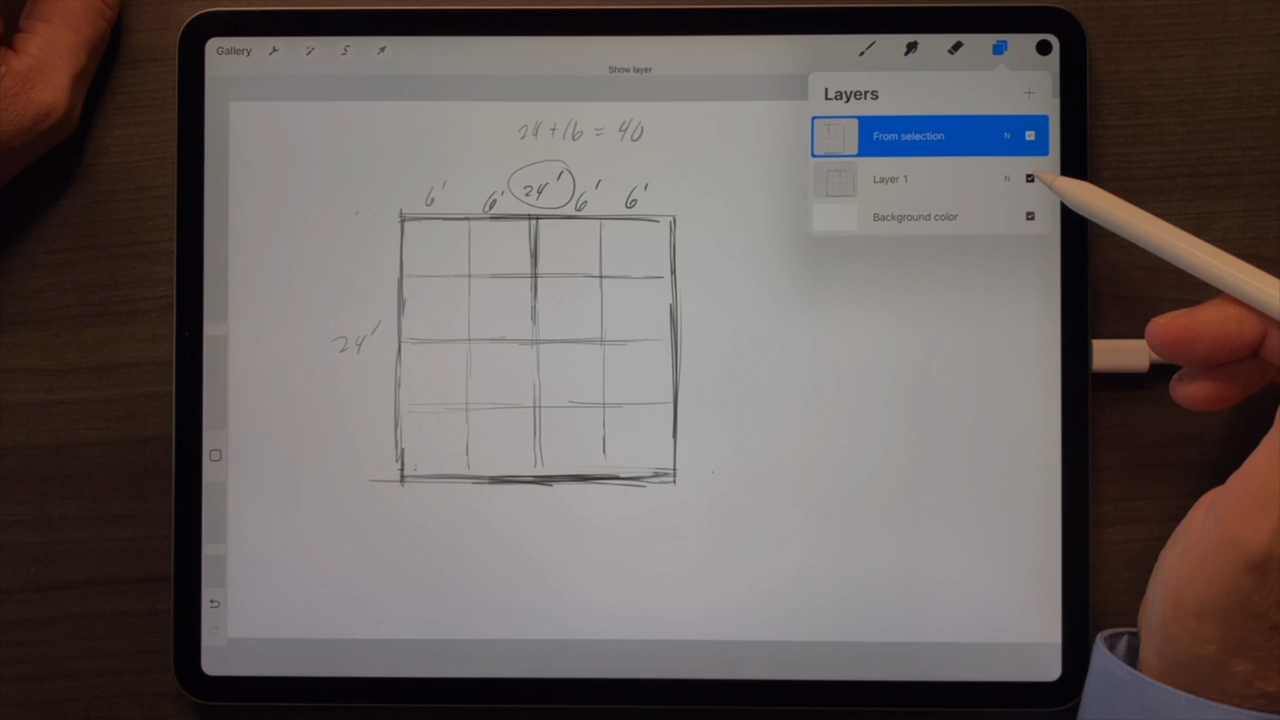 Gallery
Show layer
Layers
From selection N
Layer 1 N
Background color
24+16 = 40
6' 6' 24' 6' 6'
24'